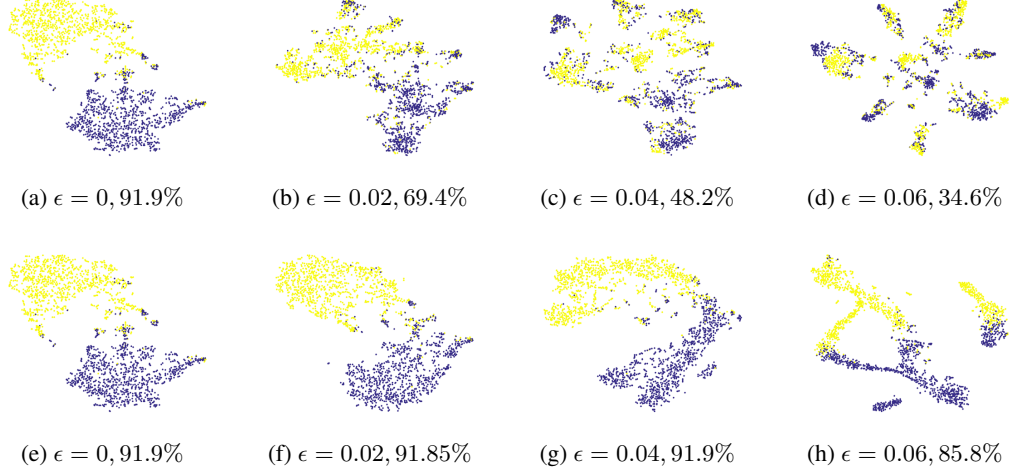 (a) ϵ = 0, 91.9%
(b) ϵ = 0.02, 69.4%
(c) ϵ = 0.04, 48.2%
(d) ϵ = 0.06, 34.6%
(e) ϵ = 0, 91.9%
(f) ϵ = 0.02, 91.85%
(g) ϵ = 0.04, 91.9%
(h) ϵ = 0.06, 85.8%